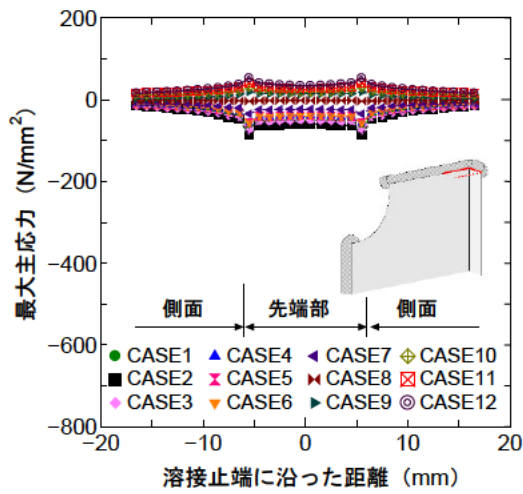 最大主応力（N/mm²）
200
0
−200
−400
−600
−800
側面 先端部 側面
CASE1 CASE4 CASE7 CASE10
CASE2 CASE5 CASE8 CASE11
CASE3 CASE6 CASE9 CASE12
−20 −10 0 10 20
溶接止端に沿った距離（mm）